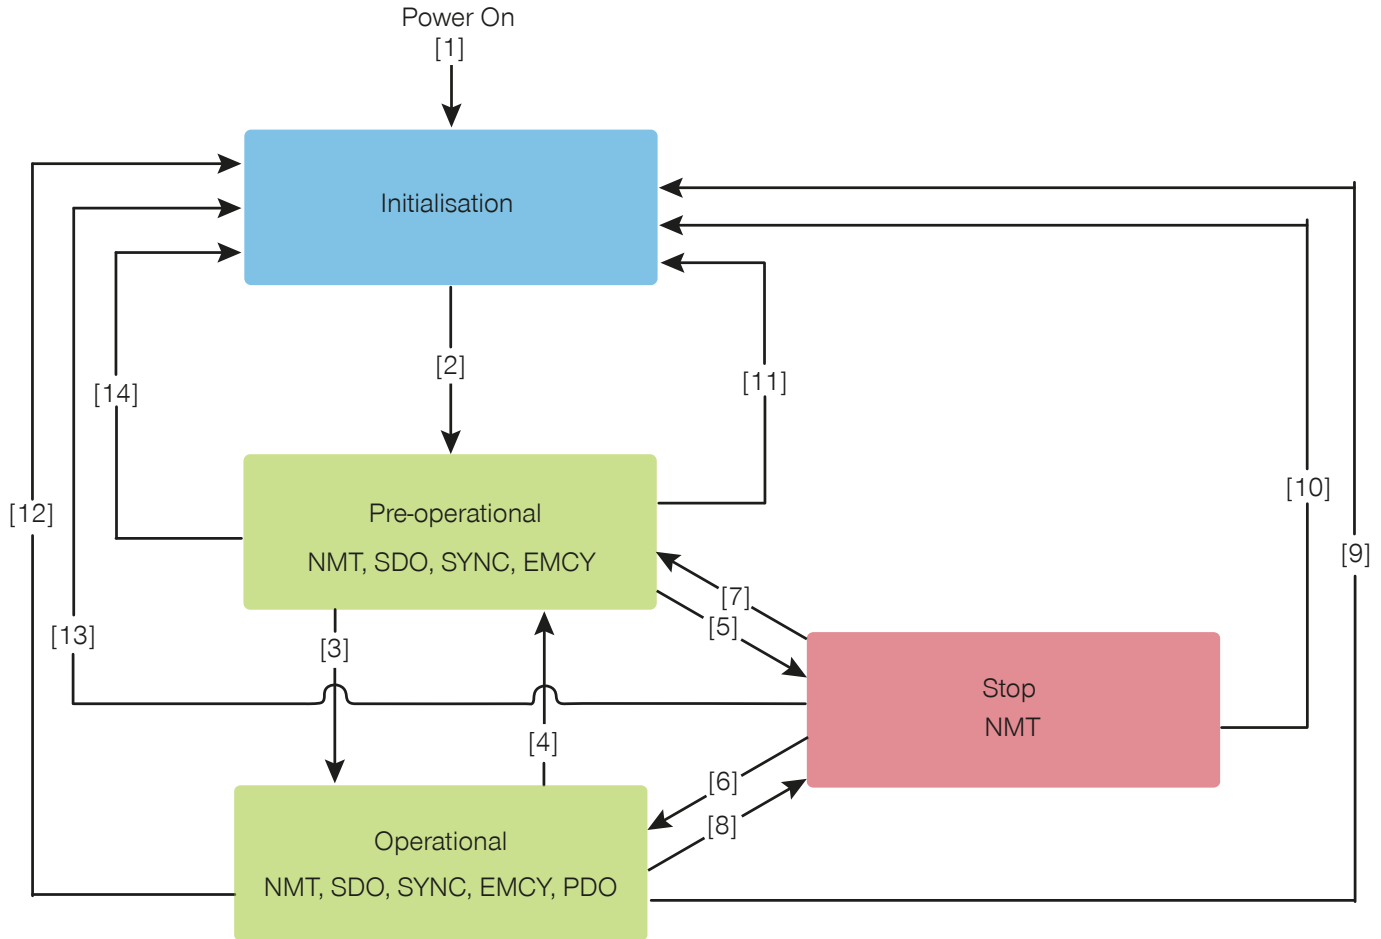 Power On
[1]
Initialisation
[2]
[11]
[14]
[10]
[12]
Pre-operational
NMT, SDO, SYNC, EMCY
[9]
[7]
[5]
[13]
[3]
Stop
NMT
[4]
[6]
[8]
Operational
NMT, SDO, SYNC, EMCY, PDO